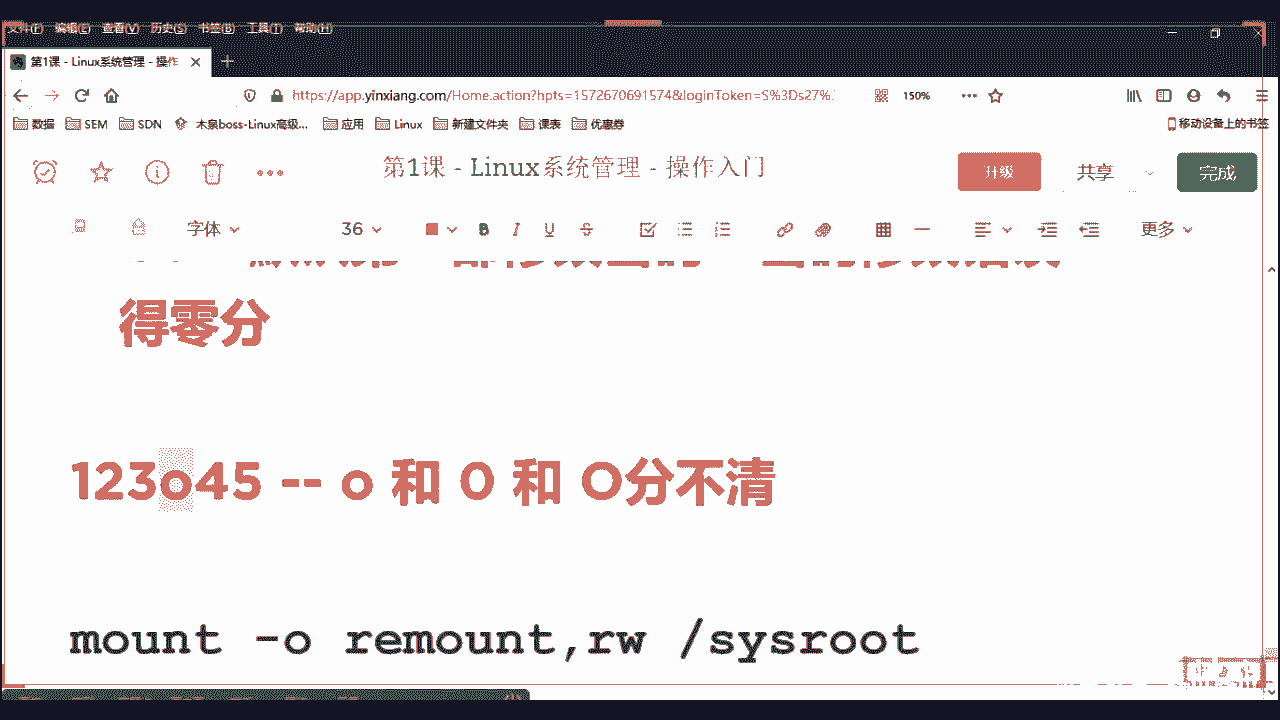 文件(F) 编辑(E) 查看(V) 历史(S) 书签(B) 工具(T) 帮助(H)
第1课 - Linux系统管理 - 操作
https://app.yinxiang.com/Home.action?hpts=1572670691574&loginToken=S%3Ds27%. 150%
数据 SEM SDN 木泉boss-Linux高级... 应用 Linux 新建文件夹 课表 优惠券 移动设备上的书签
第1课 - Linux系统管理 - 操作入门 升级 共享 完成
字体 36 B I U S 更多
得零分
123o45 -- o 和 0 和 O分不清
mount -o remount,rw /sysroot